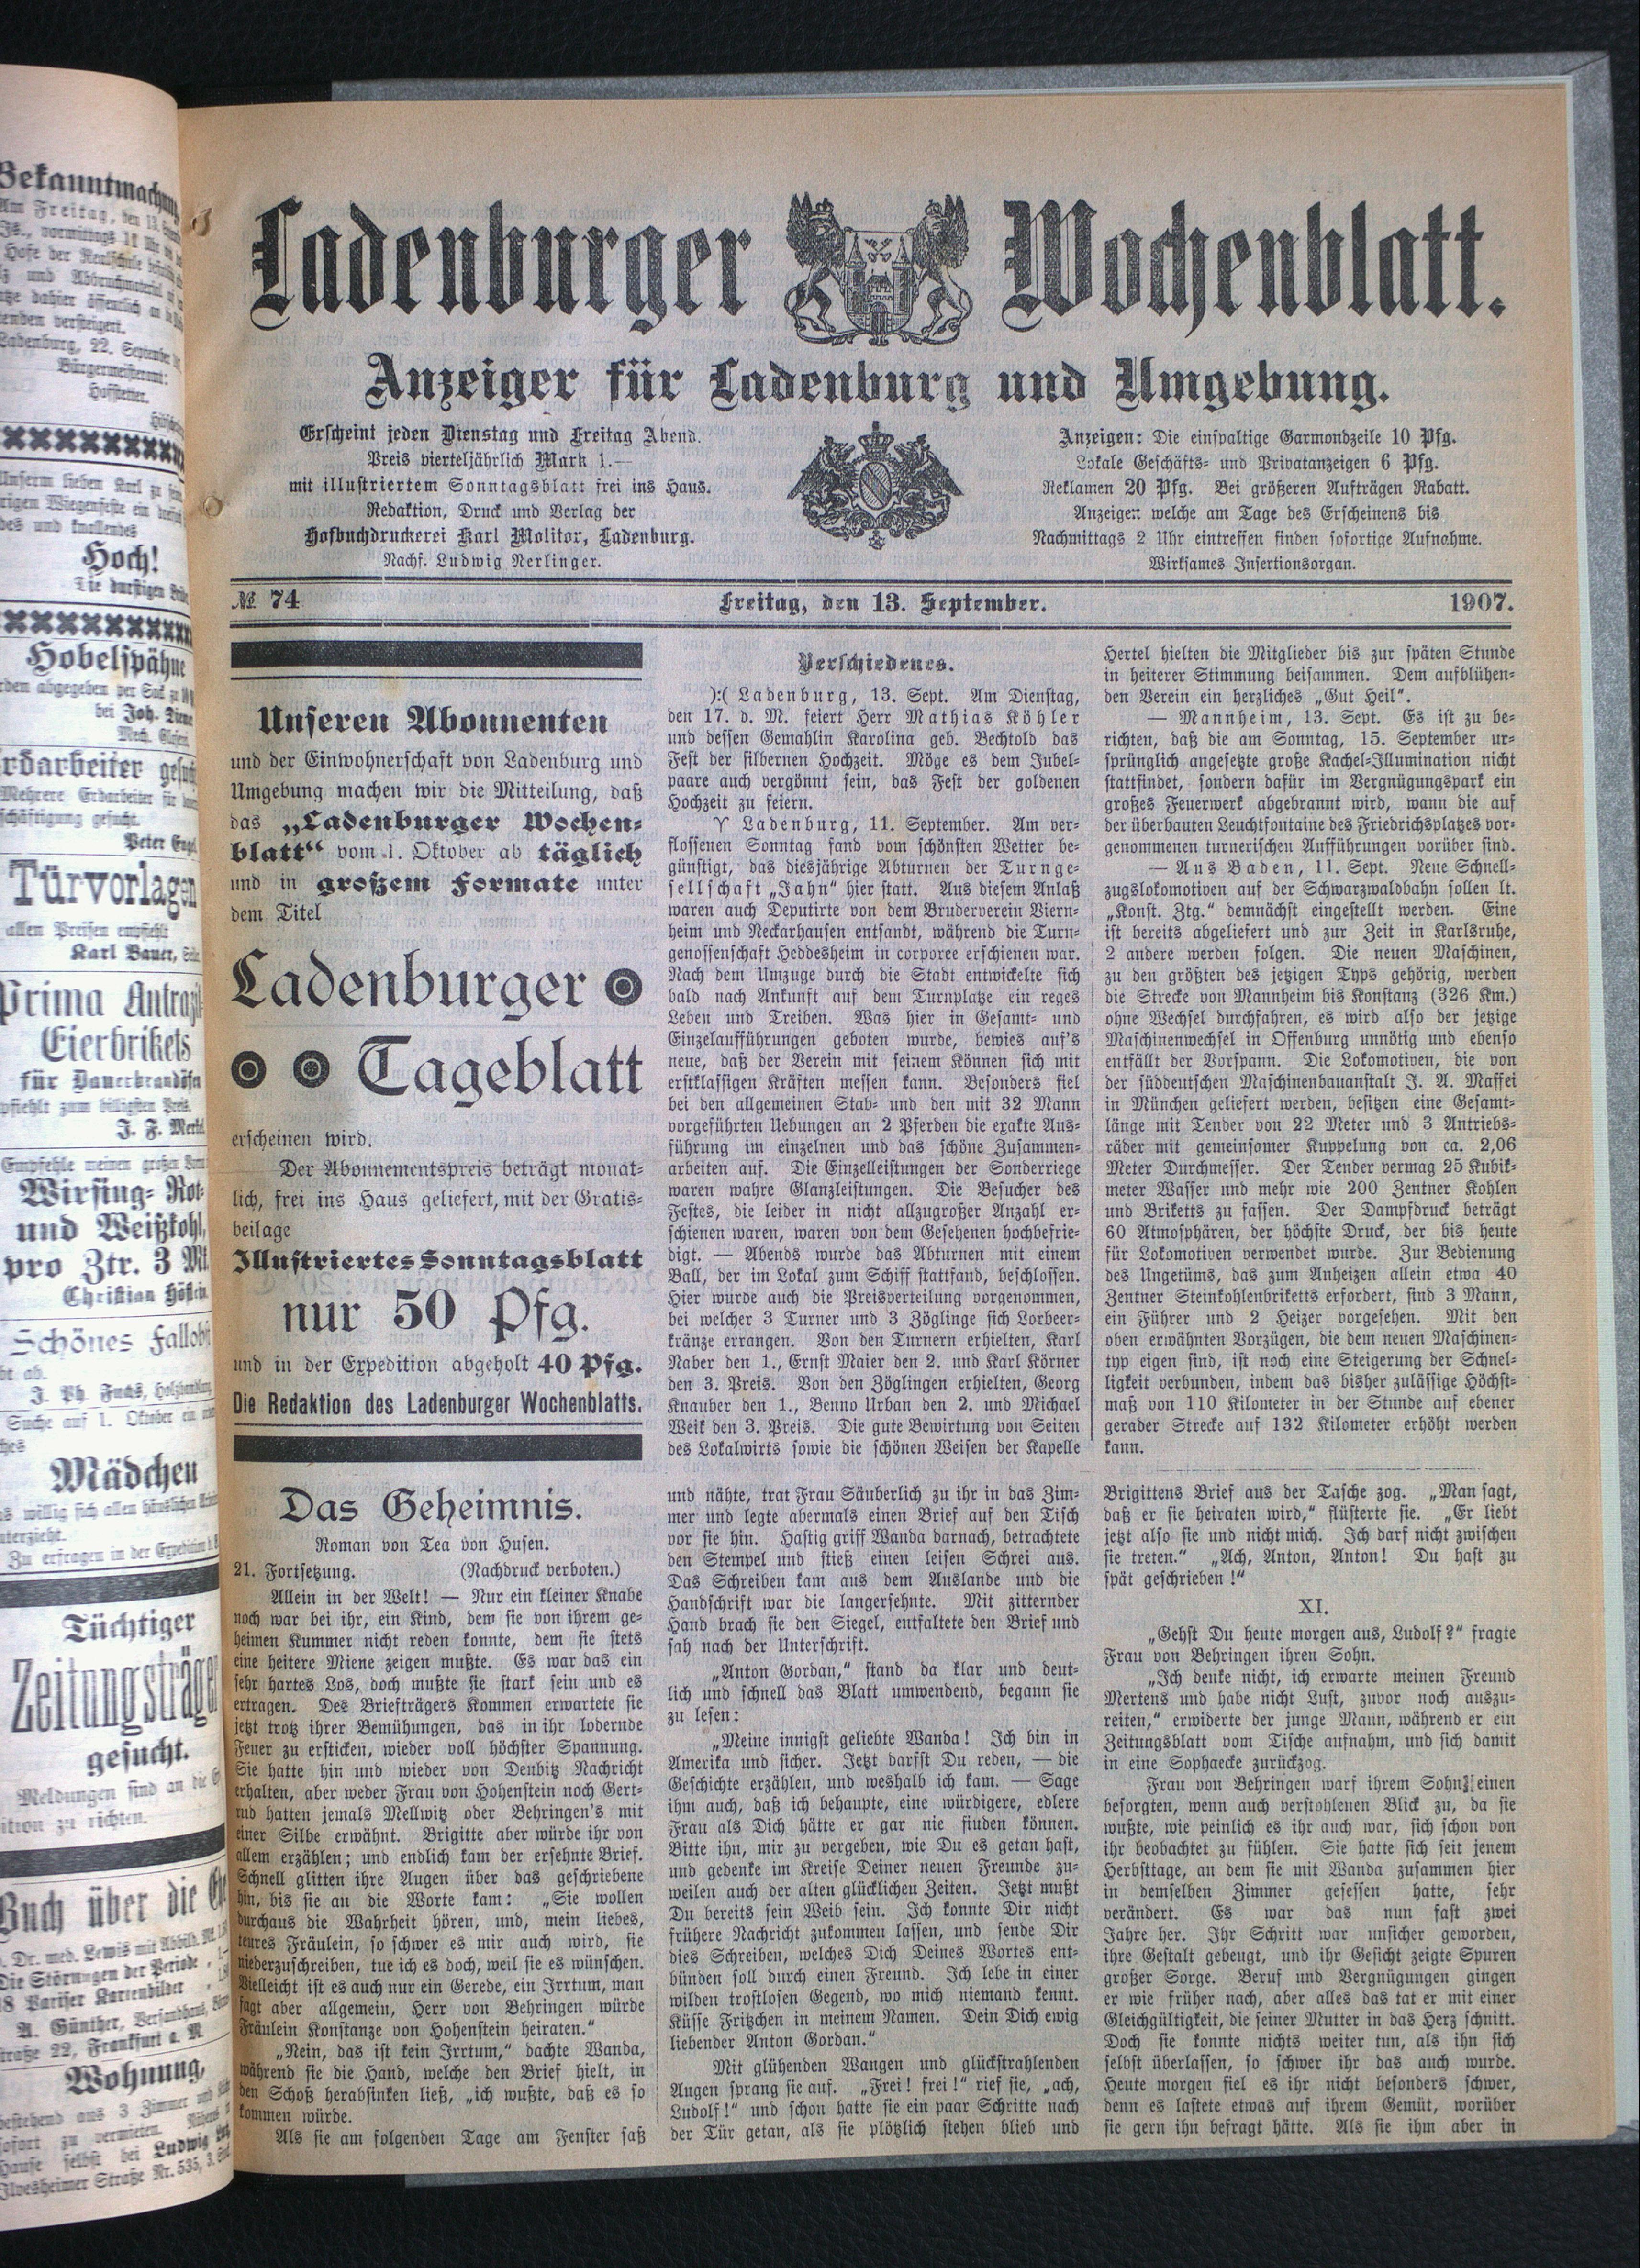 Bekanntmachung
Hoch!
Hobelspähne
Joh.
Peter Engel
Türvorlagen
Karl Bauer,
Prima
Eierbrikets
für Dauerbrandöfen
J. F. Merkel
Wirsing- Rot-
und Weißkohl,
pro Ztr. 3 Mk.
Schönes Fallobst
J. Ph. Fuchs, Holzhandlung
Suche auf 1. Oktober ein
Mädchen
Tüchtiger
Zeitungsträger
gesucht.
Meldungen sind an die
Buch über die
Wohnung,
bestehend aus 3 Zimmer
Ladenburger Wochenblatt.
Anzeiger für Ladenburg und Umgebung.
Erscheint jeden Dienstag und Freitag Abend.
Preis vierteljährlich Mark 1.—
mit illustriertem Sonntagsblatt frei ins Haus.
Redaktion, Druck und Verlag der
Hofbuchdruckerei Karl Molitor, Ladenburg.
Nachf. Ludwig Nerlinger.
Anzeigen: Die einspaltige Garmondzeile 10 Pfg.
Lokale Geschäfts- und Privatanzeigen 6 Pfg.
Reklamen 20 Pfg. Bei größeren Aufträgen Rabatt.
Anzeigen welche am Tage des Erscheinens bis
Nachmittags 2 Uhr eintreffen finden sofortige Aufnahme.
Wirksames Insertionsorgan.
№ 74 Freitag, den 13. September. 1907.
Unseren Abonnenten
und der Einwohnerschaft von Ladenburg und
Umgebung machen wir die Mitteilung, daß
das „Ladenburger Wochen-
blatt“ vom 1. Oktober ab täglich
und in großem Formate unter
dem Titel
Ladenburger
Tageblatt
erscheinen wird.
Der Abonnementspreis beträgt monat-
lich, frei ins Haus geliefert, mit der Gratis-
beilage
Illustriertes Sonntagsblatt
nur 50 Pfg.
und in der Expedition abgeholt 40 Pfg.
Die Redaktion des Ladenburger Wochenblatts.
Verschiedenes.
):( Ladenburg, 13. Sept. Am Dienstag,
den 17. d. M. feiert Herr Mathias Köhler
und dessen Gemahlin Karolina geb. Bechtold das
Fest der silbernen Hochzeit. Möge es dem Jubel-
paare auch vergönnt sein, das Fest der goldenen
Hochzeit zu feiern.
Ladenburg, 11. September. Am ver-
flossenen Sonntag fand vom schönsten Wetter be-
günstigt, das diesjährige Abturnen der Turnge-
sellschaft „Jahn“ hier statt. Aus diesem Anlaß
waren auch Deputirte von dem Bruderverein Viern-
heim und Neckarhausen entsandt, während die Turn-
genossenschaft Heddesheim in corporee erschienen war.
Nach dem Umzuge durch die Stadt entwickelte sich
bald nach Ankunft auf dem Turnplatze ein reges
Leben und Treiben. Was hier in Gesamt- und
Einzelaufführungen geboten wurde, bewies auf's
neue, daß der Verein mit seinem Können sich mit
erstklassigen Kräften messen kann. Besonders fiel
bei den allgemeinen Stab- und den mit 32 Mann
vorgeführten Uebungen an 2 Pferden die exakte Aus-
führung im einzelnen und das schöne Zusammen-
arbeiten auf. Die Einzelleistungen der Sonderriege
waren wahre Glanzleistungen. Die Besucher des
Festes, die leider in nicht allzugroßer Anzahl er-
schienen waren, waren von dem Gesehenen hochbefrie-
digt. — Abends wurde das Abturnen mit einem
Ball, der im Lokal zum Schiff stattfand, beschlossen.
Hier wurde auch die Preisverteilung vorgenommen,
bei welcher 3 Turner und 3 Zöglinge sich Lorbeer-
kränze errangen. Von den Turnern erhielten, Karl
Naber den 1., Ernst Maier den 2. und Karl Körner
den 3. Preis. Von den Zöglingen erhielten, Georg
Knauber den 1., Benno Urban den 2. und Michael
Weik den 3. Preis. Die gute Bewirtung von Seiten
des Lokalwirts sowie die schönen Weisen der Kapelle
Hertel hielten die Mitglieder bis zur späten Stunde
in heiterer Stimmung beisammen. Dem aufblühen-
den Verein ein herzliches „Gut Heil“.
— Mannheim, 13. Sept. Es ist zu be-
richten, daß die am Sonntag, 15. September ur-
sprünglich angesetzte große Kachel-Illumination nicht
stattfindet, sondern dafür im Vergnügungspark ein
großes Feuerwerk abgebrannt wird, wann die auf
der überbauten Leuchtfontaine des Friedrichsplatzes vor-
genommenen turnerischen Aufführungen vorüber sind.
— Aus Baden, 11. Sept. Neue Schnell-
zugslokomotiven auf der Schwarzwaldbahn sollen lt.
„Konst. Ztg.“ demnächst eingestellt werden. Eine
ist bereits abgeliefert und zur Zeit in Karlsruhe,
2 andere werden folgen. Die neuen Maschinen,
zu den größten des jetzigen Typs gehörig, werden
die Strecke von Mannheim bis Konstanz (326 Km.)
ohne Wechsel durchfahren, es wird also der jetzige
Maschinenwechsel in Offenburg unnötig und ebenso
entfällt der Vorspann. Die Lokomotiven, die von
der süddeutschen Maschinenbauanstalt J. A. Maffei
in München geliefert werden, besitzen eine Gesamt-
länge mit Tender von 22 Meter und 3 Antriebs-
räder mit gemeinsomer Kuppelung von ca. 2,06
Meter Durchmesser. Der Tender vermag 25 Kubik-
meter Wasser und mehr wie 200 Zentner Kohlen
und Briketts zu fassen. Der Dampfdruck beträgt
60 Atmosphären, der höchste Druck, der bis heute
für Lokomotiven verwendet wurde. Zur Bedienung
des Ungetüms, das zum Anheizen allein etwa 40
Zentner Steinkohlenbriketts erfordert, sind 3 Mann,
ein Führer und 2 Heizer vorgesehen. Mit den
oben erwähnten Vorzügen, die dem neuen Maschinen-
typ eigen sind, ist noch eine Steigerung der Schnel-
ligkeit verbunden, indem das bisher zulässige Höchst-
maß von 110 Kilometer in der Stunde auf ebener
gerader Strecke auf 132 Kilometer erhöht werden
kann.
Das Geheimnis.
Roman von Tea von Husen.
21. Fortsetzung. (Nachdruck verboten.)
Allein in der Welt! — Nur ein kleiner Knabe
noch war bei ihr, ein Kind, dem sie von ihrem ge-
heimen Kummer nicht reden konnte, dem sie stets
eine heitere Miene zeigen mußte. Es war das ein
sehr hartes Los, doch mußte sie stark sein und es
ertragen. Des Briefträgers Kommen erwartete sie
jetzt trotz ihrer Bemühungen, das in ihr lodernde
Feuer zu ersticken, wieder voll höchster Spannung.
Sie hatte hin und wieder von Deubitz Nachricht
erhalten, aber weder Frau von Hohenstein noch Gert-
rud hatten jemals Mellwitz oder Behringen's mit
einer Silbe erwähnt. Brigitte aber würde ihr von
allem erzählen; und endlich kam der ersehnte Brief.
Schnell glitten ihre Augen über das geschriebene
hin, bis sie an die Worte kam: „Sie wollen
durchaus die Wahrheit hören, und, mein liebes,
teures Fräulein, so schwer es mir auch wird, sie
niederzuschreiben, tue ich es doch, weil sie es wünschen.
Vielleicht ist es auch nur ein Gerede, ein Irrtum, man
sagt aber allgemein, Herr von Behringen würde
Fräulein Konstanze von Hohenstein heiraten.“
„Nein, das ist kein Irrtum,“ dachte Wanda,
während sie die Hand, welche den Brief hielt, in
den Schoß herabsinken ließ, „ich wußte, daß es so
kommen würde.
Als sie am folgenden Tage am Fenster saß
und nähte, trat Frau Säuberlich zu ihr in das Zim-
mer und legte abermals einen Brief auf den Tisch
vor sie hin. Hastig griff Wanda darnach, betrachtete
den Stempel und stieß einen leisen Schrei aus.
Das Schreiben kam aus dem Auslande und die
Handschrift war die langersehnte. Mit zitternder
Hand brach sie den Siegel, entfaltete den Brief und
sah nach der Unterschrift.
„Anton Gordan,“ stand da klar und deut-
lich und schnell das Blatt umwendend, begann sie
zu lesen:
„Meine innigst geliebte Wanda! Ich bin in
Amerika und sicher. Jetzt darfst Du reden, — die
Geschichte erzählen, und weshalb ich kam. — Sage
ihm auch, daß ich behaupte, eine würdigere, edlere
Frau als Dich hätte er gar nie finden können.
Bitte ihn, mir zu vergeben, wie Du es getan hast,
und gedenke im Kreise Deiner neuen Freunde zu-
weilen auch der alten glücklichen Zeiten. Jetzt mußt
Du bereits sein Weib sein. Ich konnte Dir nicht
frühere Nachricht zukommen lassen, und sende Dir
dies Schreiben, welches Dich Deines Wortes ent-
bünden soll durch einen Freund. Ich lebe in einer
wilden trostlosen Gegend, wo mich niemand kennt.
Küsse Fritzchen in meinem Namen. Dein Dich ewig
liebender Anton Gordan.“
Mit glühenden Wangen und glückstrahlenden
Augen sprang sie auf. „Frei! frei!“ rief sie, „ach,
Ludolf!“ und schon hatte sie ein paar Schritte nach
der Tür getan, als sie plötzlich stehen blieb und
Brigittens Brief aus der Tasche zog. „Man sagt,
daß er sie heiraten wird,“ flüsterte sie. „Er liebt
jetzt also sie und nicht mich. Ich darf nicht zwischen
sie treten.“ „Ach, Anton, Anton! Du hast zu
spät geschrieben!“
XI.
„Gehst Du heute morgen aus, Ludolf?“ fragte
Frau von Behringen ihren Sohn.
„Ich denke nicht, ich erwarte meinen Freund
Mertens und habe nicht Lust, zuvor noch auszu-
reiten,“ erwiderte der junge Mann, während er ein
Zeitungsblatt vom Tische aufnahm, und sich damit
in eine Sophaecke zurückzog.
Frau von Behringen warf ihrem Sohn einen
besorgten, wenn auch verstohlenen Blick zu, da sie
wußte, wie peinlich es ihr auch war, sich schon von
ihr beobachtet zu fühlen. Sie hatte sich seit jenem
Herbsttage, an dem sie mit Wanda zusammen hier
in demselben Zimmer gesessen hatte, sehr
verändert. Es war das nun fast zwei
Jahre her. Ihr Schritt war unsicher geworden,
ihre Gestalt gebeugt, und ihr Gesicht zeigte Spuren
großer Sorge. Beruf und Vergnügungen gingen
er wie früher nach, aber alles das tat er mit einer
Gleichgültigkeit, die seiner Mutter in das Herz schnitt.
Doch sie konnte nichts weiter tun, als ihn sich
selbst überlassen, so schwer ihr das auch wurde.
Heute morgen fiel es ihr nicht besonders schwer,
denn es lastete etwas auf ihrem Gemüt, worüber
sie gern ihn befragt hätte. Als sie ihm aber in